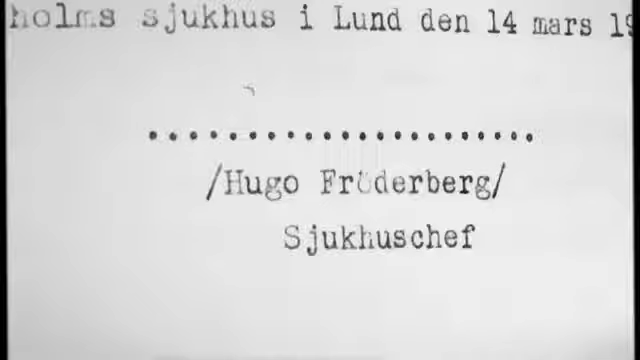 holms sjukhus i Lund den 14 mars 19
......................
/Hugo Fröderberg/
Sjukhuschef